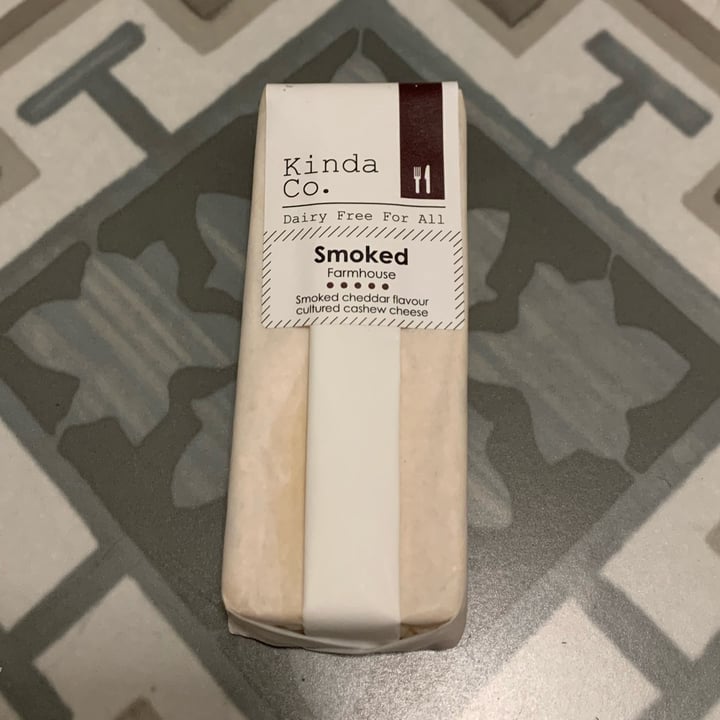 Kinda
Co.
Dairy Free For All
Smoked
Farmhouse
Smoked cheddar flavour
cultured cashew cheese